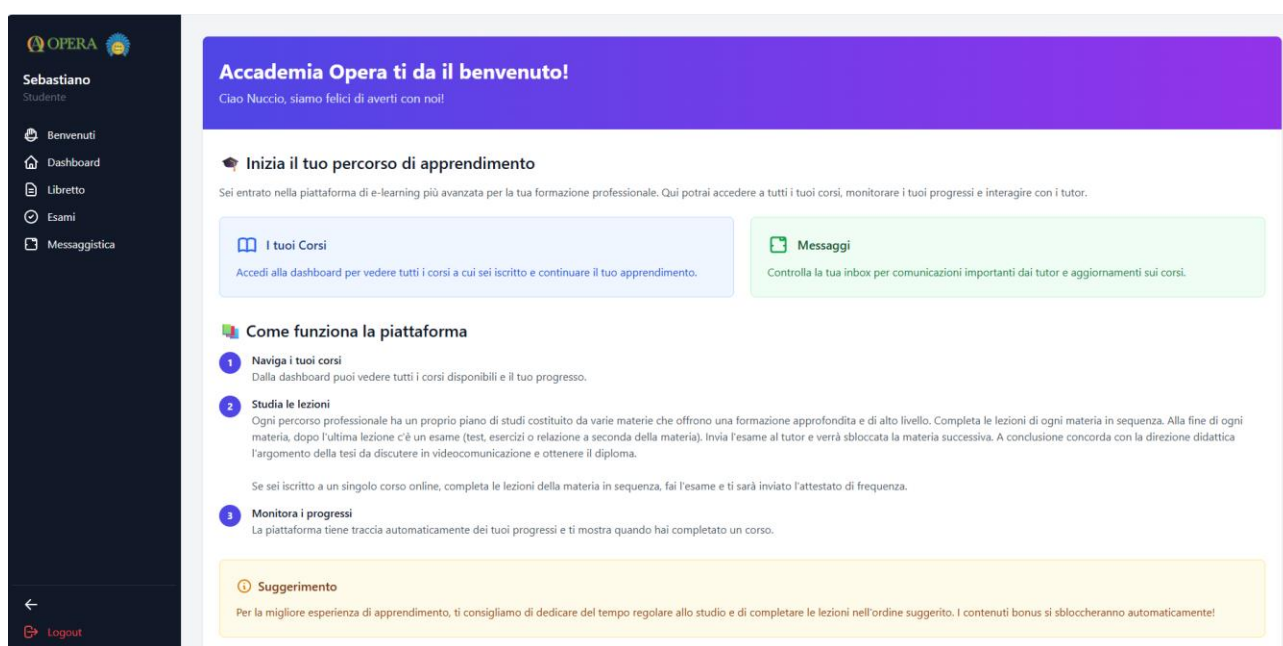 OPERA
Sebastiano
Studente
Benvenuti
Dashboard
Libretto
Esami
Messaggistica
Logout
Accademia Opera ti da il benvenuto!
Ciao Nuccio, siamo felici di averti con noi!
Inizia il tuo percorso di apprendimento
Sei entrato nella piattaforma di e-learning più avanzata per la tua formazione professionale. Qui potrai accedere a tutti i tuoi corsi, monitorare i tuoi progressi e interagire con i tutor.
I tuoi Corsi
Accedi alla dashboard per vedere tutti i corsi a cui sei iscritto e continuare il tuo apprendimento.
Messaggi
Controlla la tua inbox per comunicazioni importanti dai tutor e aggiornamenti sui corsi.
Come funziona la piattaforma
1 Naviga i tuoi corsi
Dalla dashboard puoi vedere tutti i corsi disponibili e il tuo progresso.
2 Studia le lezioni
Ogni percorso professionale ha un proprio piano di studi costituito da varie materie che offrono una formazione approfondita e di alto livello. Completa le lezioni di ogni materia in sequenza. Alla fine di ogni
materia, dopo l'ultima lezione c'è un esame (test, esercizi o relazione a seconda della materia). Invia l'esame al tutor e verrà sbloccata la materia successiva. A conclusione concorda con la direzione didattica
l'argomento della tesi da discutere in videocomunicazione e ottenere il diploma.
Se sei iscritto a un singolo corso online, completa le lezioni della materia in sequenza, fai l'esame e ti sarà inviato l'attestato di frequenza.
3 Monitora i progressi
La piattaforma tiene traccia automaticamente dei tuoi progressi e ti mostra quando hai completato un corso.
Suggerimento
Per la migliore esperienza di apprendimento, ti consigliamo di dedicare del tempo regolare allo studio e di completare le lezioni nell'ordine suggerito. I contenuti bonus si sbloccheranno automaticamente!